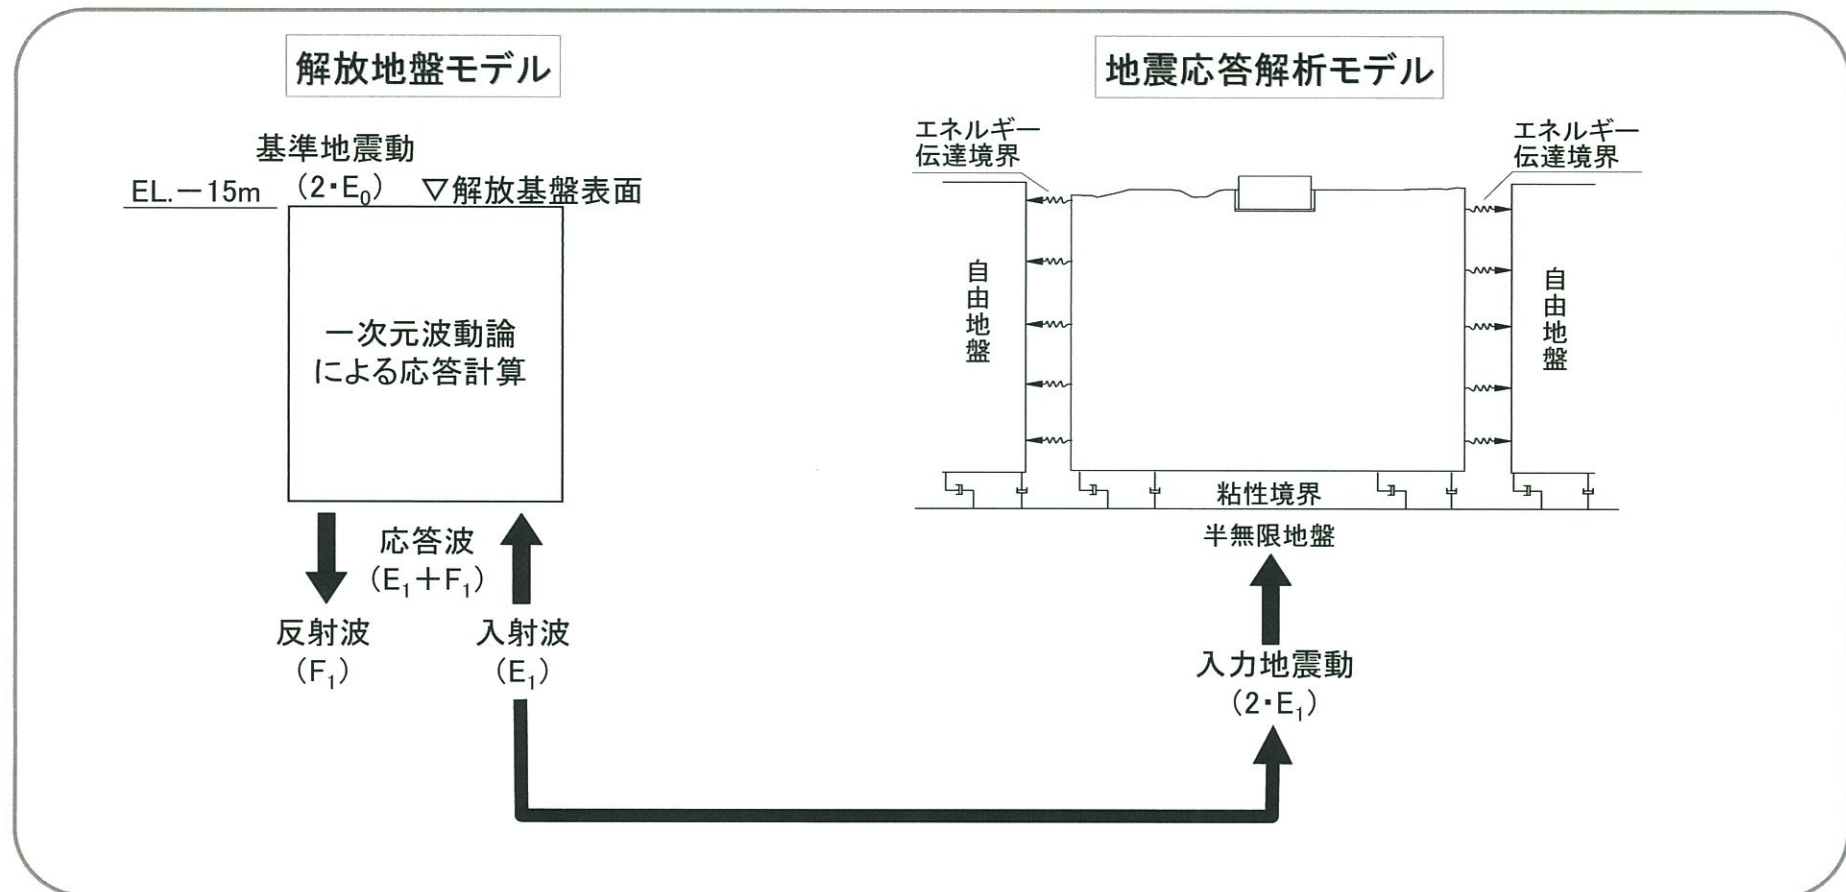 解放地盤モデル
基準地震動
(2・E₀)
EL.－15m
▽解放基盤表面
一次元波動論
による応答計算
応答波
(E₁＋F₁)
反射波
(F₁)
入射波
(E₁)
地震応答解析モデル
エネルギー
伝達境界
エネルギー
伝達境界
自由地盤
自由地盤
粘性境界
半無限地盤
入力地震動
(2・E₁)